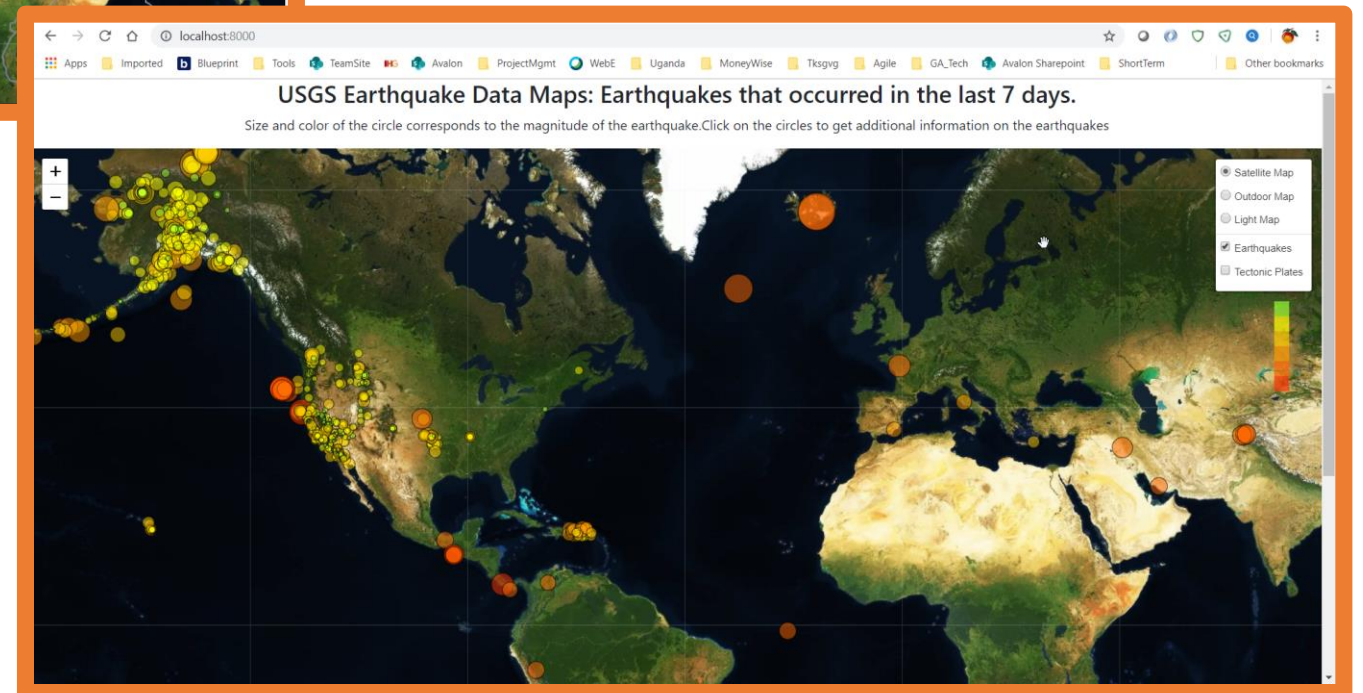 localhost:8000
Apps Imported b Blueprint Tools TeamSite Avalon ProjectMgmt WebE Uganda MoneyWise Tksgvg Agile GA_Tech Avalon Sharepoint ShortTerm Other bookmarks
USGS Earthquake Data Maps: Earthquakes that occurred in the last 7 days.
Size and color of the circle corresponds to the magnitude of the earthquake.Click on the circles to get additional information on the earthquakes
+
−
Satellite Map
Outdoor Map
Light Map
Earthquakes
Tectonic Plates